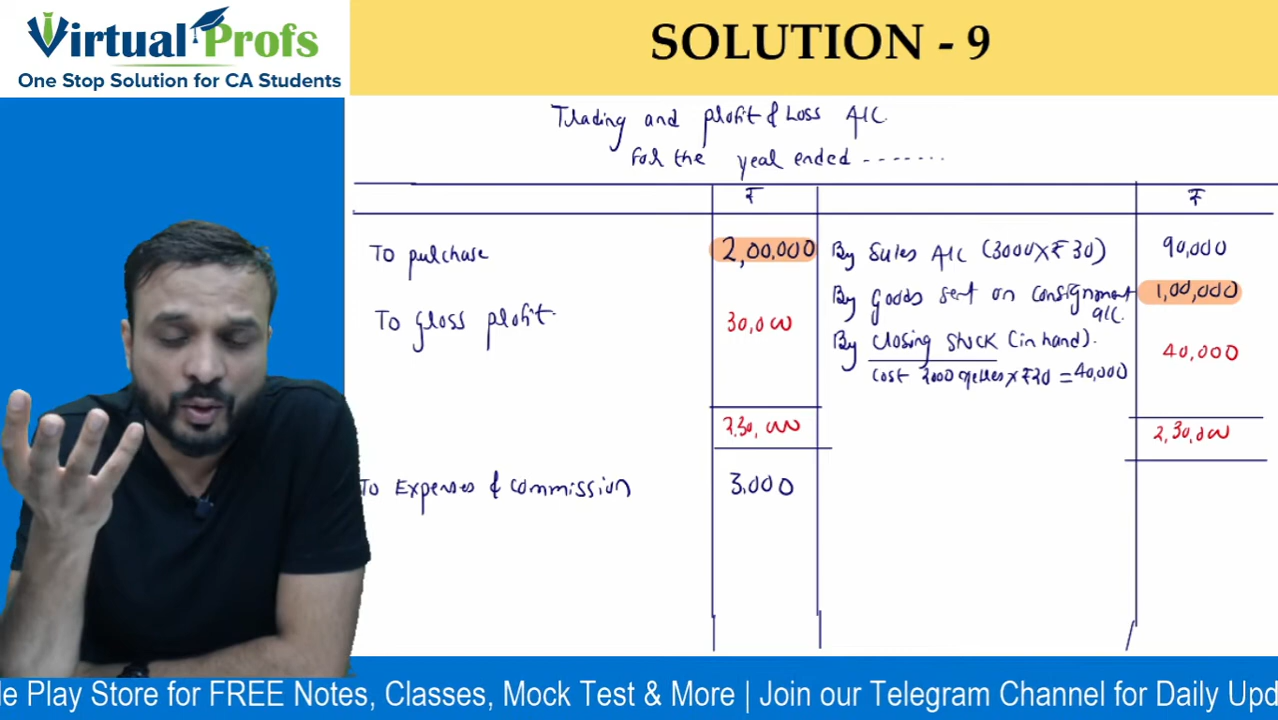 Virtual Profs
One Stop Solution for CA Students
SOLUTION - 9
Trading and profit & Loss A/C.
For the year ended -------
₹ ₹
To purchase 2,00,000 By Sales A/C (3000×₹30) 90,000
By goods sent on consignment a/c. 1,00,000
To Gross profit 30,000
By closing stock (in hand). 40,000
cost 2000 cycles × ₹20 = 40,000
2,30,000 2,30,000
To Expenses & commission 3,000
le Play Store for FREE Notes, Classes, Mock Test & More | Join our Telegram Channel for Daily Upd